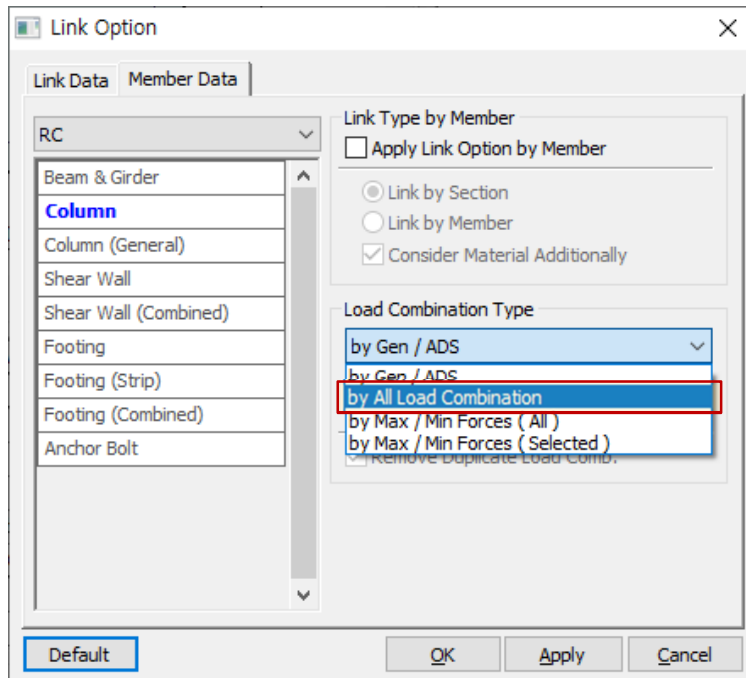 Link Option
Link Data
Member Data
RC
Beam & Girder
Column
Column (General)
Shear Wall
Shear Wall (Combined)
Footing
Footing (Strip)
Footing (Combined)
Anchor Bolt
Link Type by Member
Apply Link Option by Member
Link by Section
Link by Member
Consider Material Additionally
Load Combination Type
by Gen / ADS
by Gen / ADS
by All Load Combination
by Max / Min Forces ( All )
by Max / Min Forces ( Selected )
Remove Duplicate Load Comb.
Default
OK
Apply
Cancel